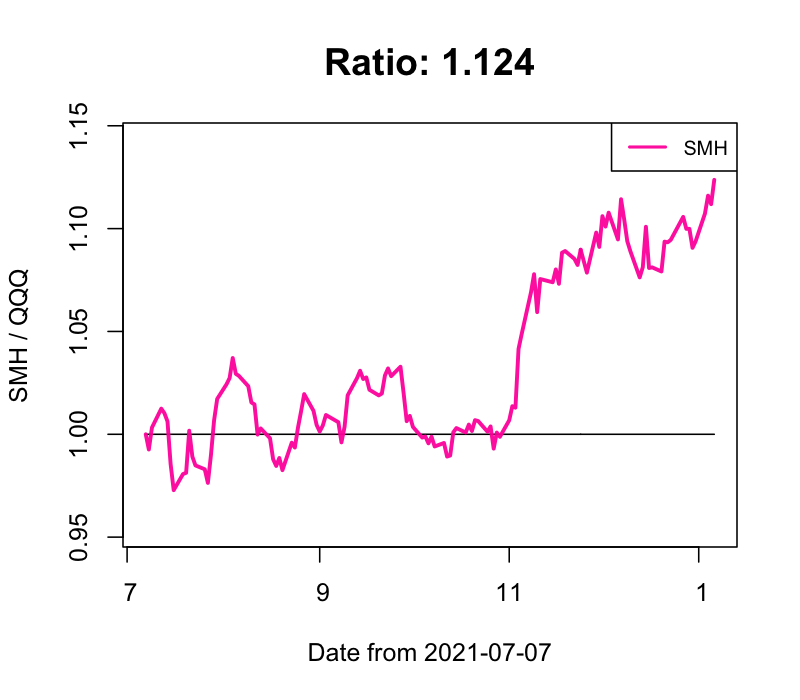 Ratio: 1.124
SMH
SMH / QQQ
1.15
1.10
1.05
1.00
0.95
7 9 11 1
Date from 2021-07-07